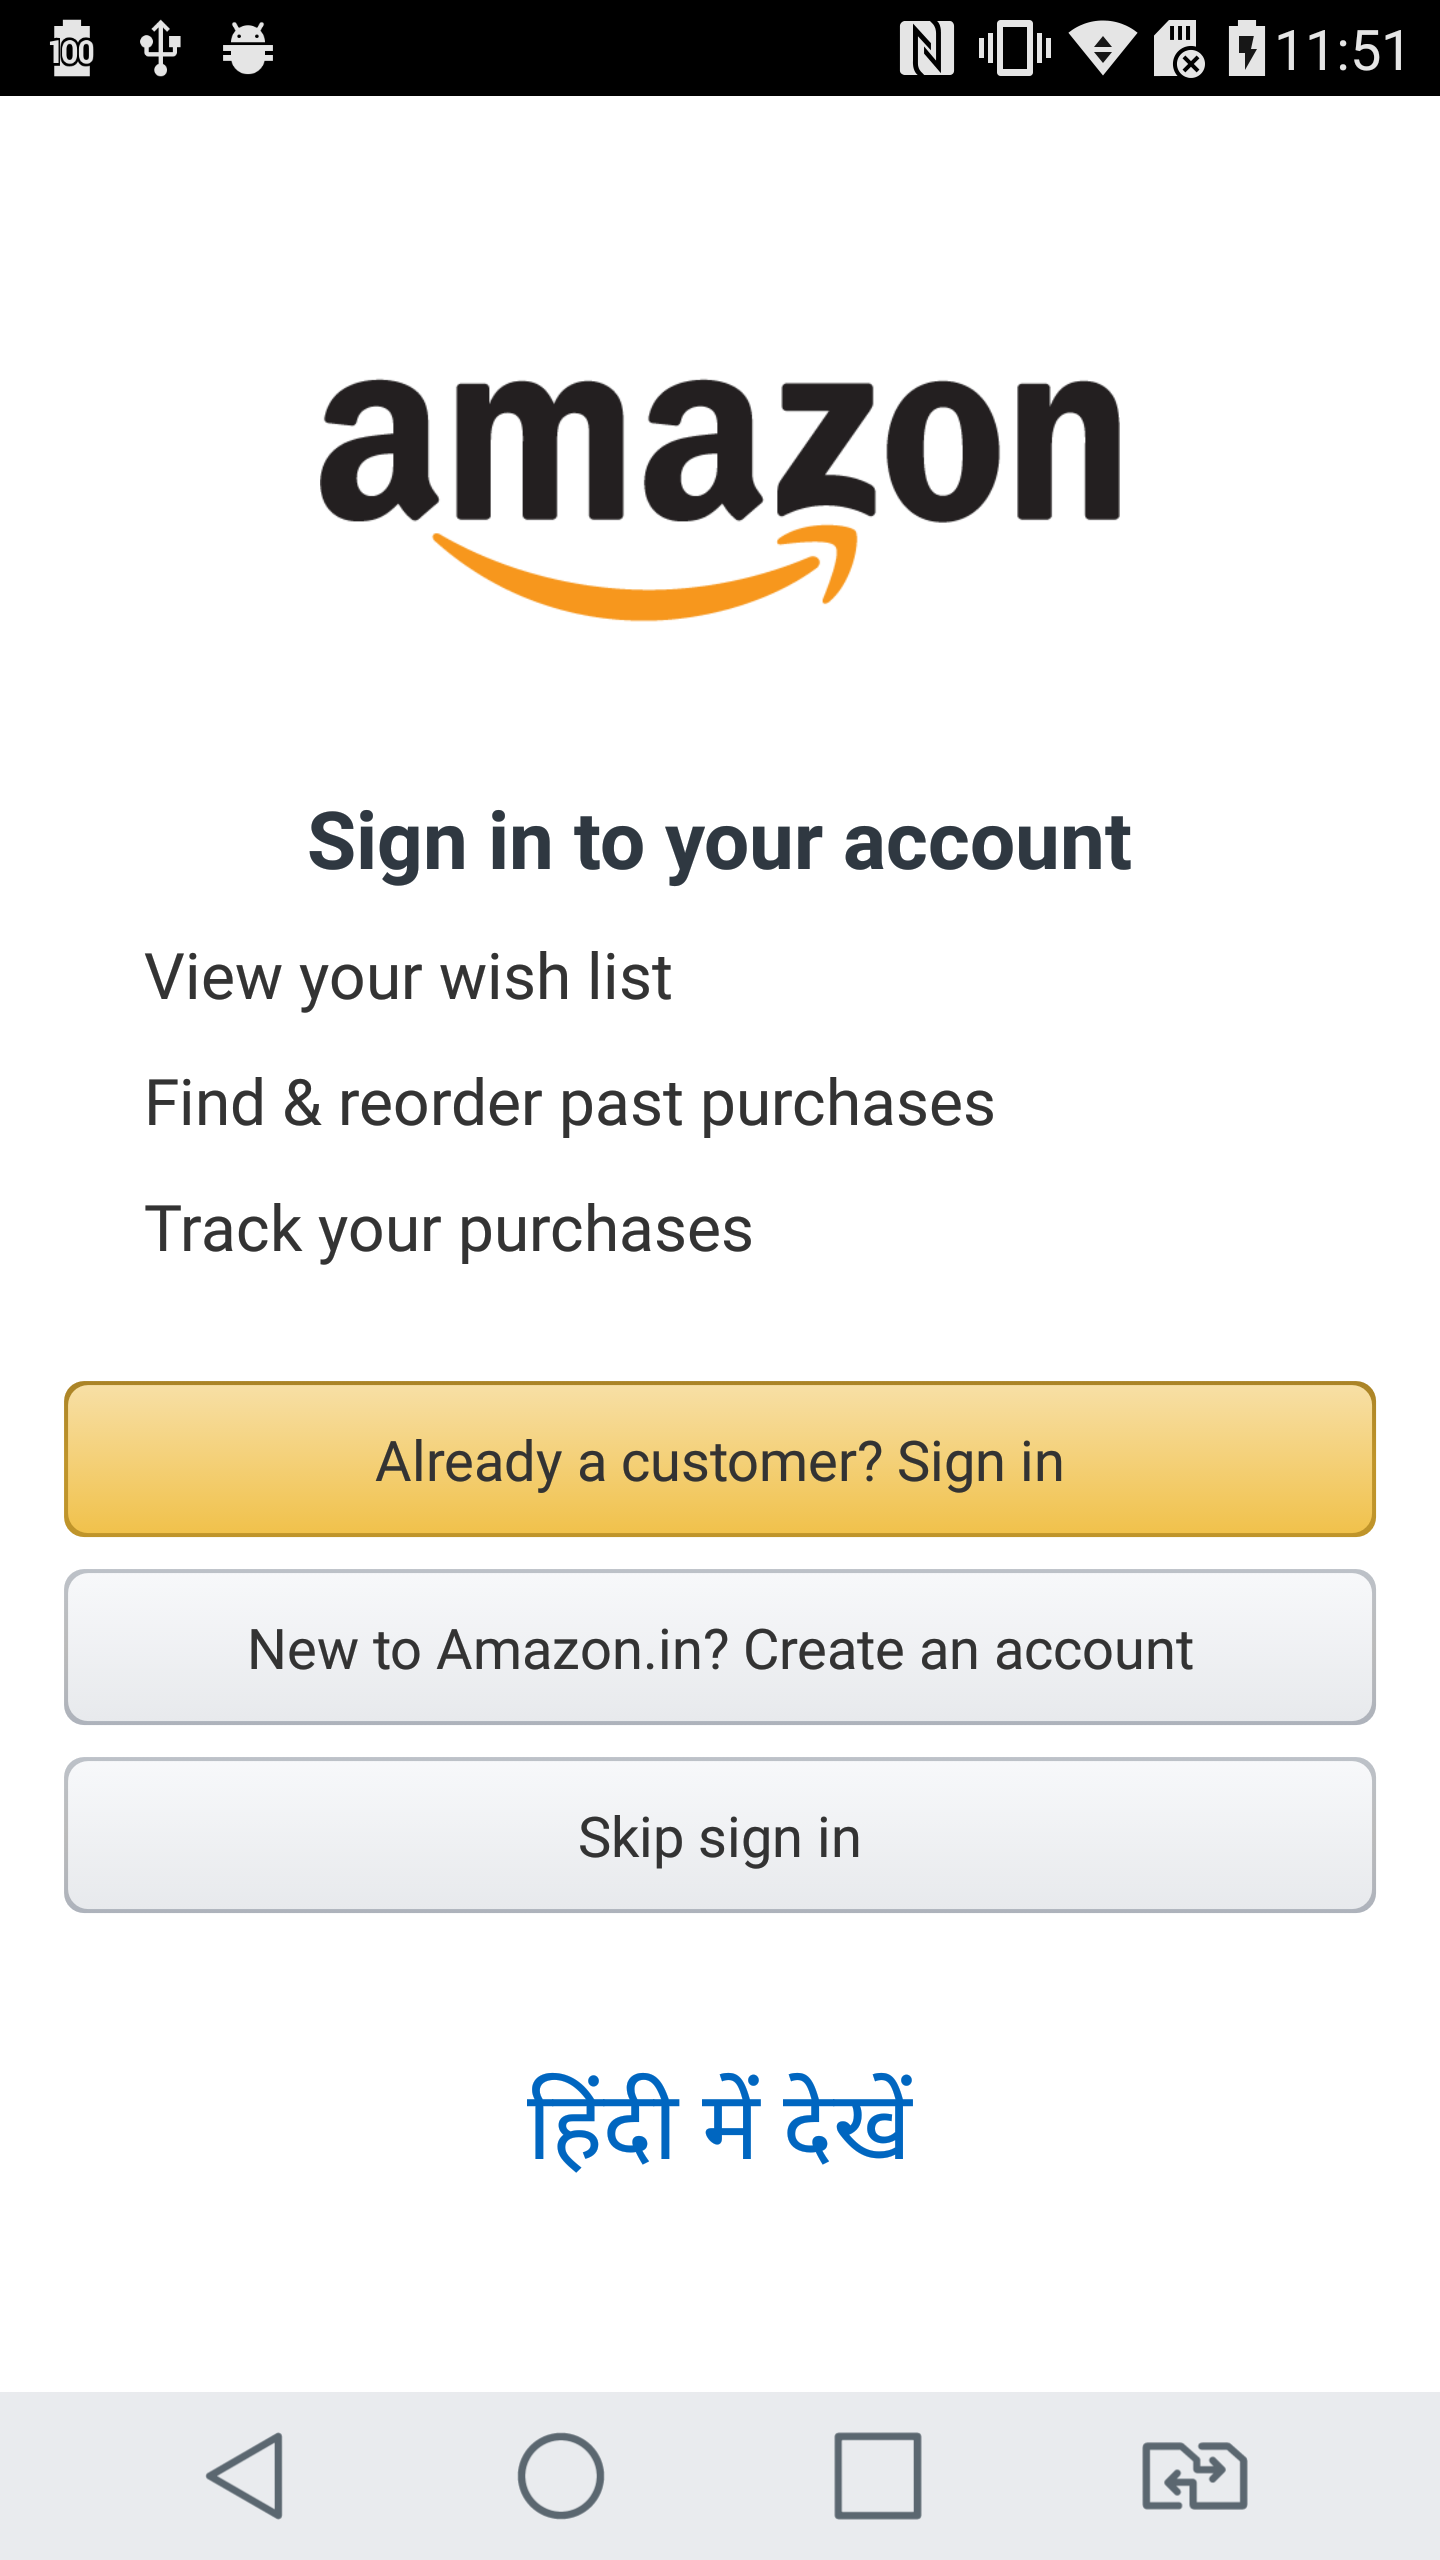 100
11:51
amazon
Sign in to your account
View your wish list
Find & reorder past purchases
Track your purchases
Already a customer? Sign in
New to Amazon.in? Create an account
Skip sign in
हिंदी में देखें